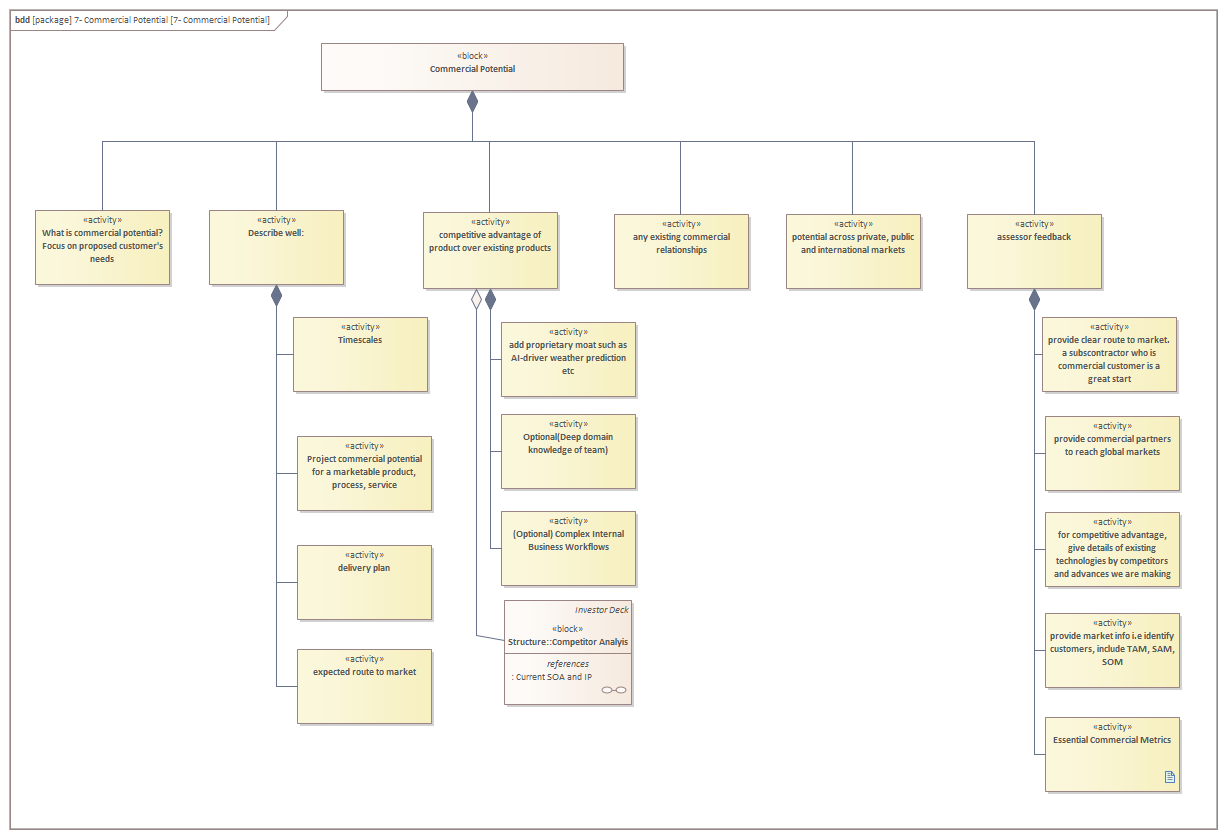 bdd [package] 7- Commercial Potential [7- Commercial Potential]
«block»
Commercial Potential
«activity»
What is commercial potential?
Focus on proposed customer's
needs
«activity»
Describe well:
«activity»
competitive advantage of
product over existing products
«activity»
any existing commercial
relationships
«activity»
potential across private, public
and international markets
«activity»
assessor feedback
«activity»
Timescales
«activity»
Project commercial potential
for a marketable product,
process, service
«activity»
delivery plan
«activity»
expected route to market
«activity»
add proprietary moat such as
AI-driver weather prediction
etc
«activity»
Optional(Deep domain
knowledge of team)
«activity»
(Optional) Complex Internal
Business Workflows
Investor Deck
«block»
Structure::Competitor Analyis
references
: Current SOA and IP
«activity»
provide clear route to market.
a subscontractor who is
commercial customer is a
great start
«activity»
provide commercial partners
to reach global markets
«activity»
for competitive advantage,
give details of existing
technologies by competitors
and advances we are making
«activity»
provide market info i.e identify
customers, include TAM, SAM,
SOM
«activity»
Essential Commercial Metrics